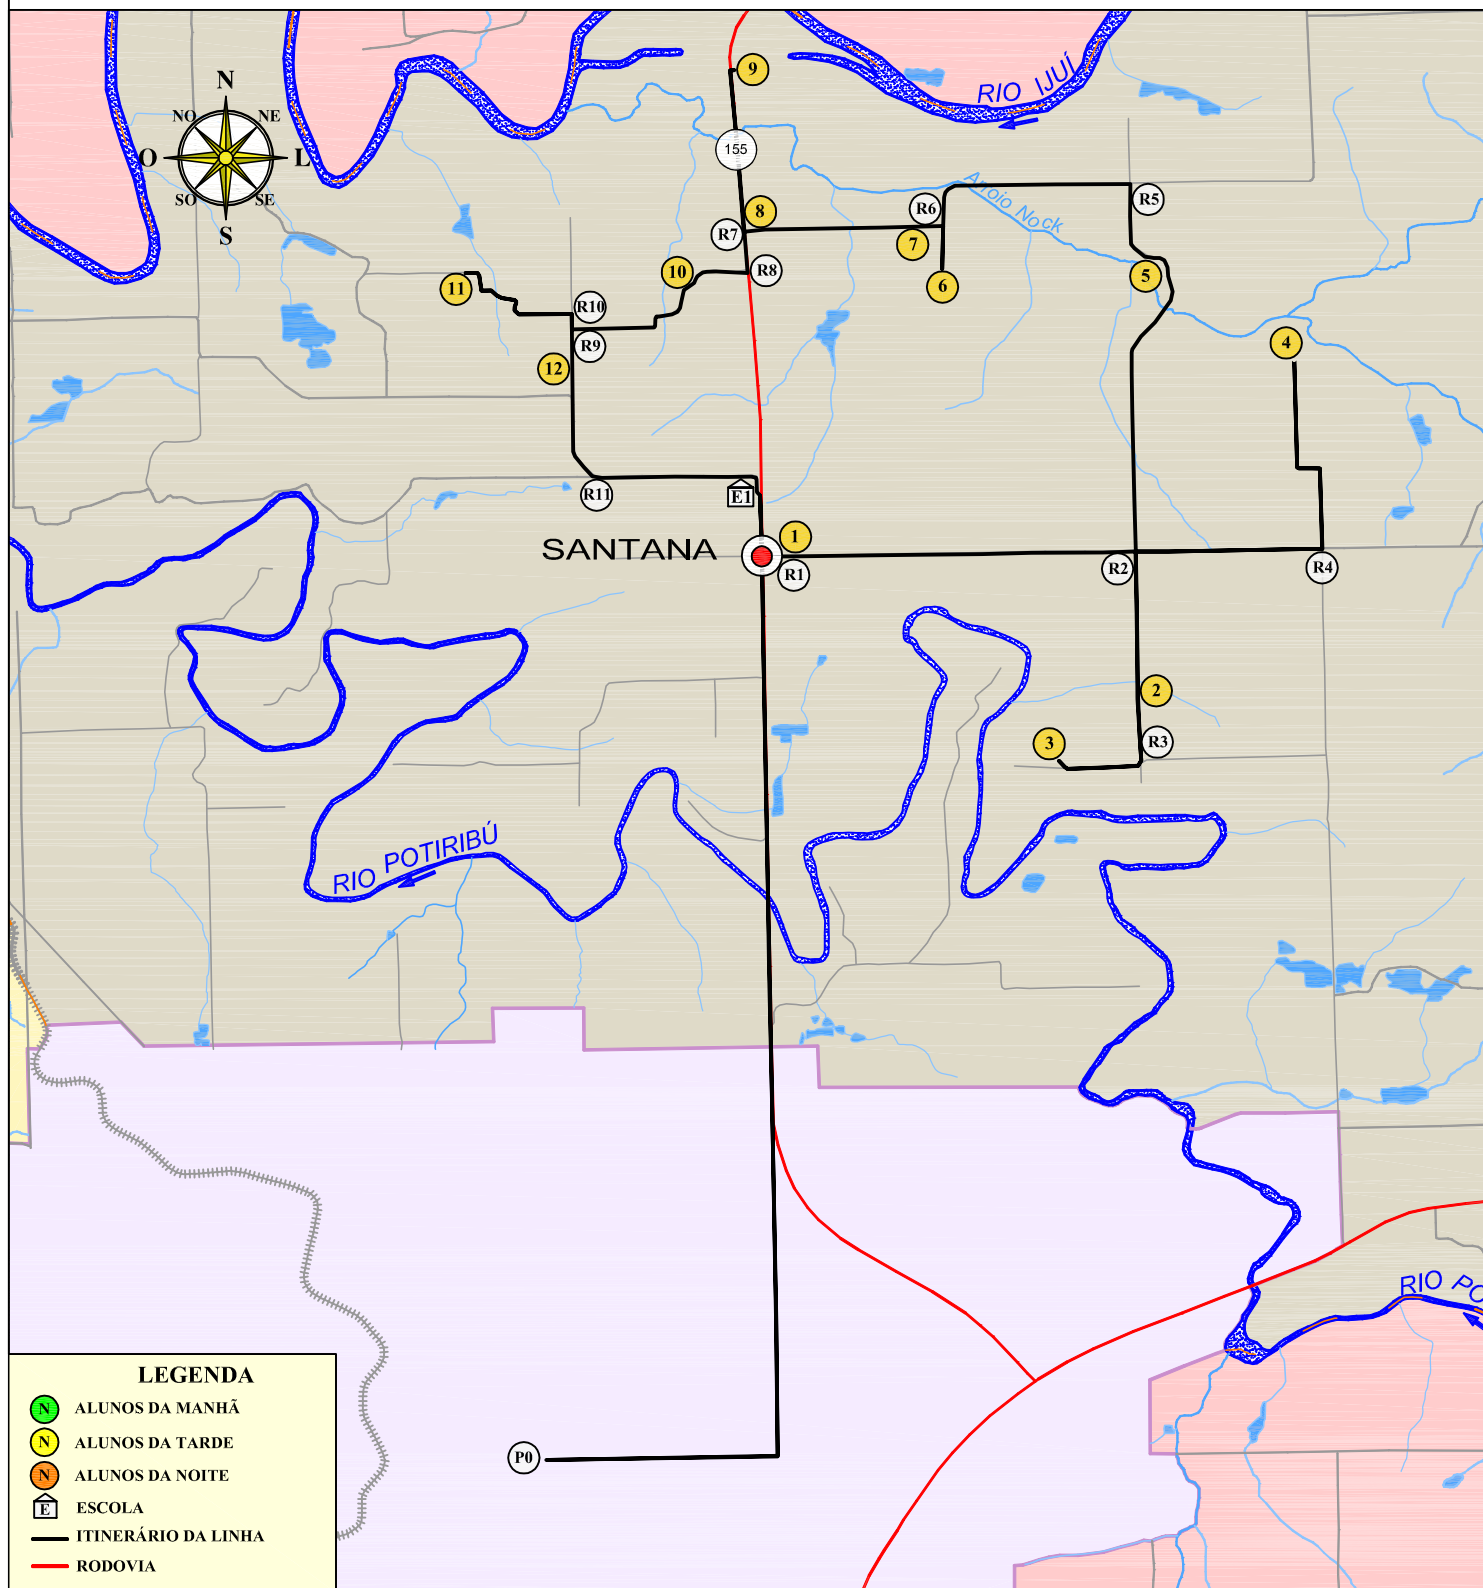 9
RIO IJUÍ
N
NO
NE
O
L
SO
SE
S
155
Arroio Nock
8
R6
R5
R7
7
10
R8
5
11
6
R10
4
R9
12
R11
E1
1
SANTANA
R1
R2
R4
2
3
R3
RIO POTIRIBÚ
RIO PO
P0
LEGENDA
N ALUNOS DA MANHÃ
N ALUNOS DA TARDE
N ALUNOS DA NOITE
E ESCOLA
ITINERÁRIO DA LINHA
RODOVIA